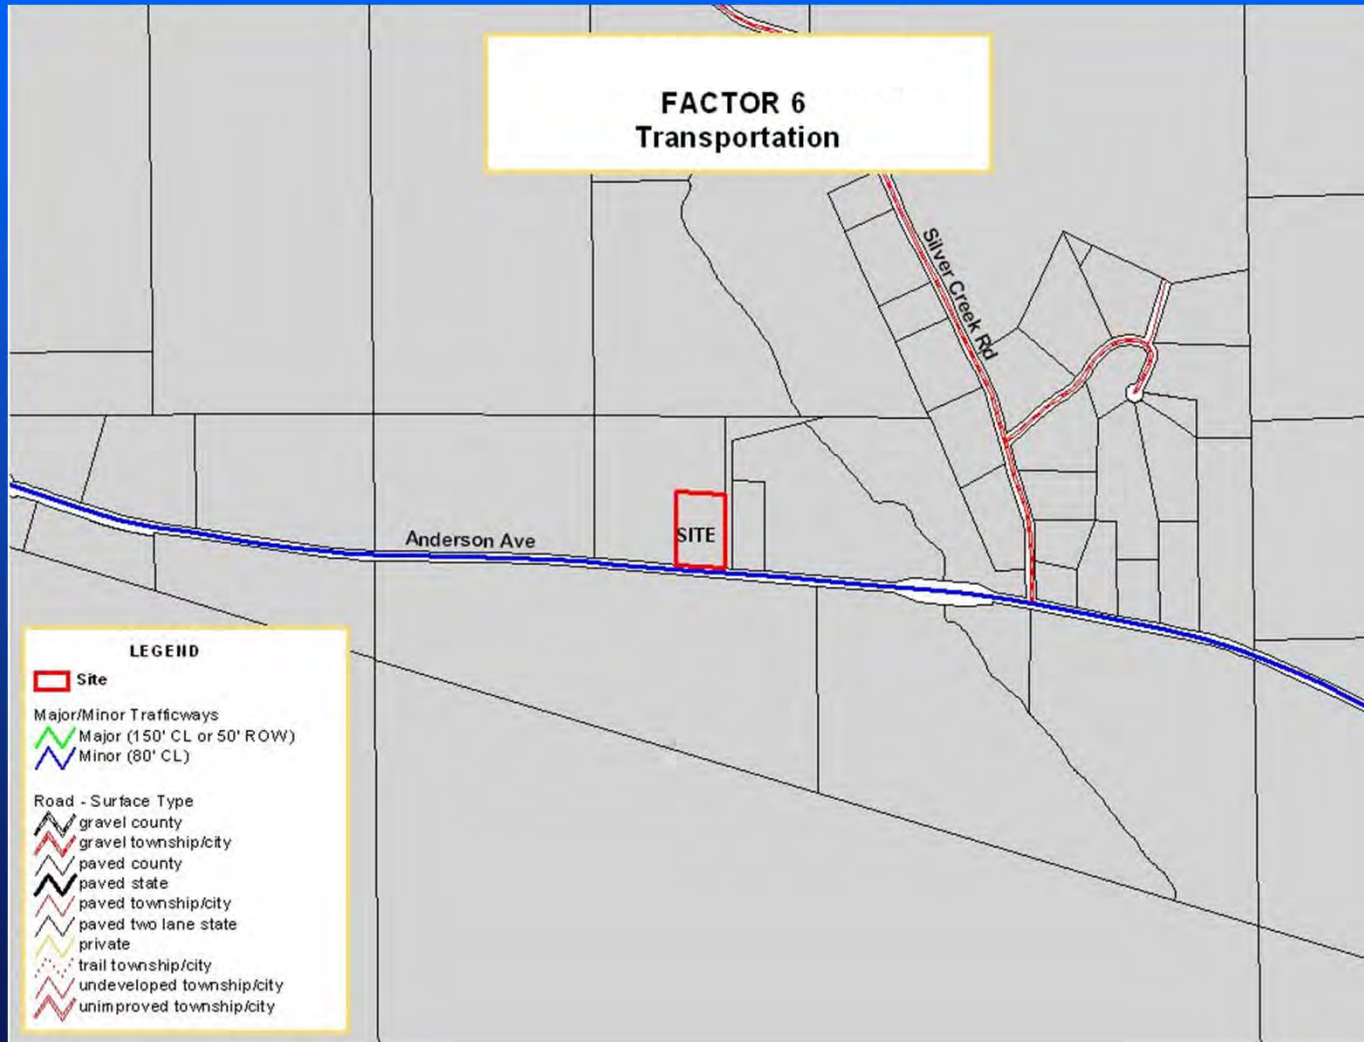 FACTOR 6
Transportation
Silver Creek Rd
Anderson Ave
SITE
LEGEND
Site
Major/Minor Trafficways
Major (150' CL or 50' ROW)
Minor (80' CL)
Road - Surface Type
gravel county
gravel township/city
paved county
paved state
paved township/city
paved two lane state
private
trail township/city
undeveloped township/city
unimproved township/city